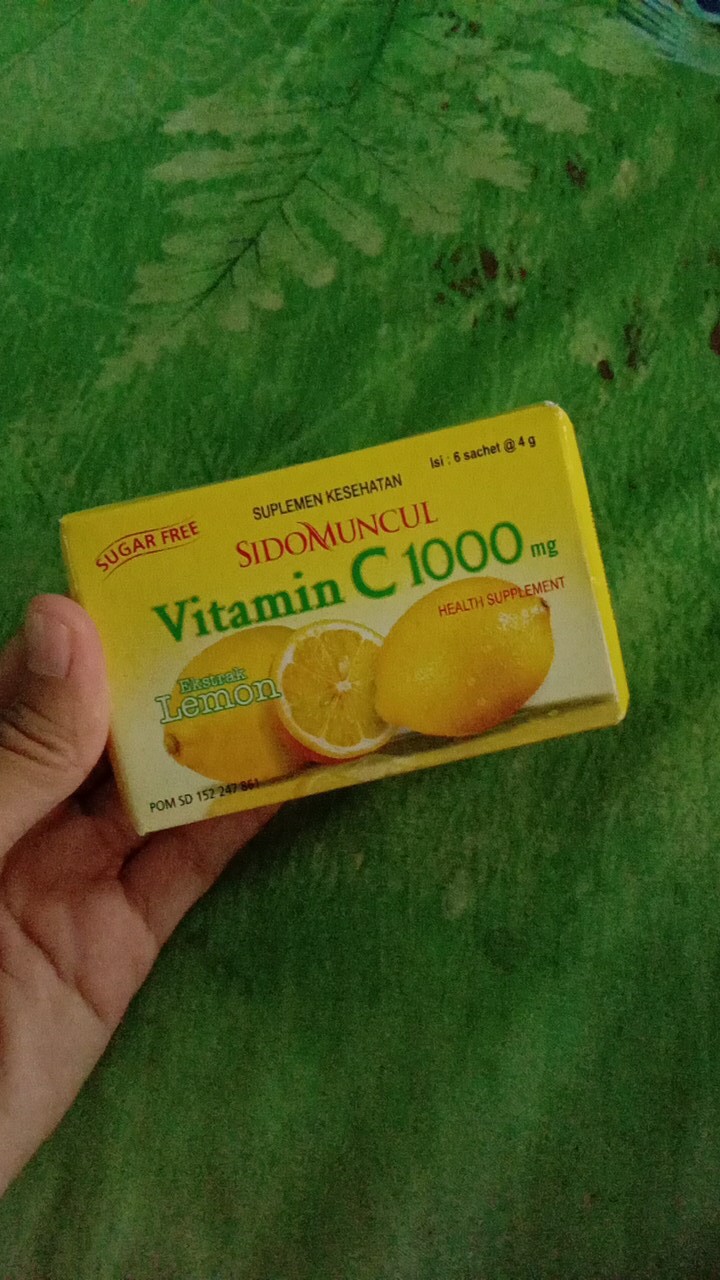 Isi : 6 sachet @ 4 g
SUPLEMEN KESEHATAN
SUGAR FREE
SIDOMUNCUL
Vitamin C 1000 mg
HEALTH SUPPLEMENT
Ekstrak
Lemon
POM SD 152 247 861